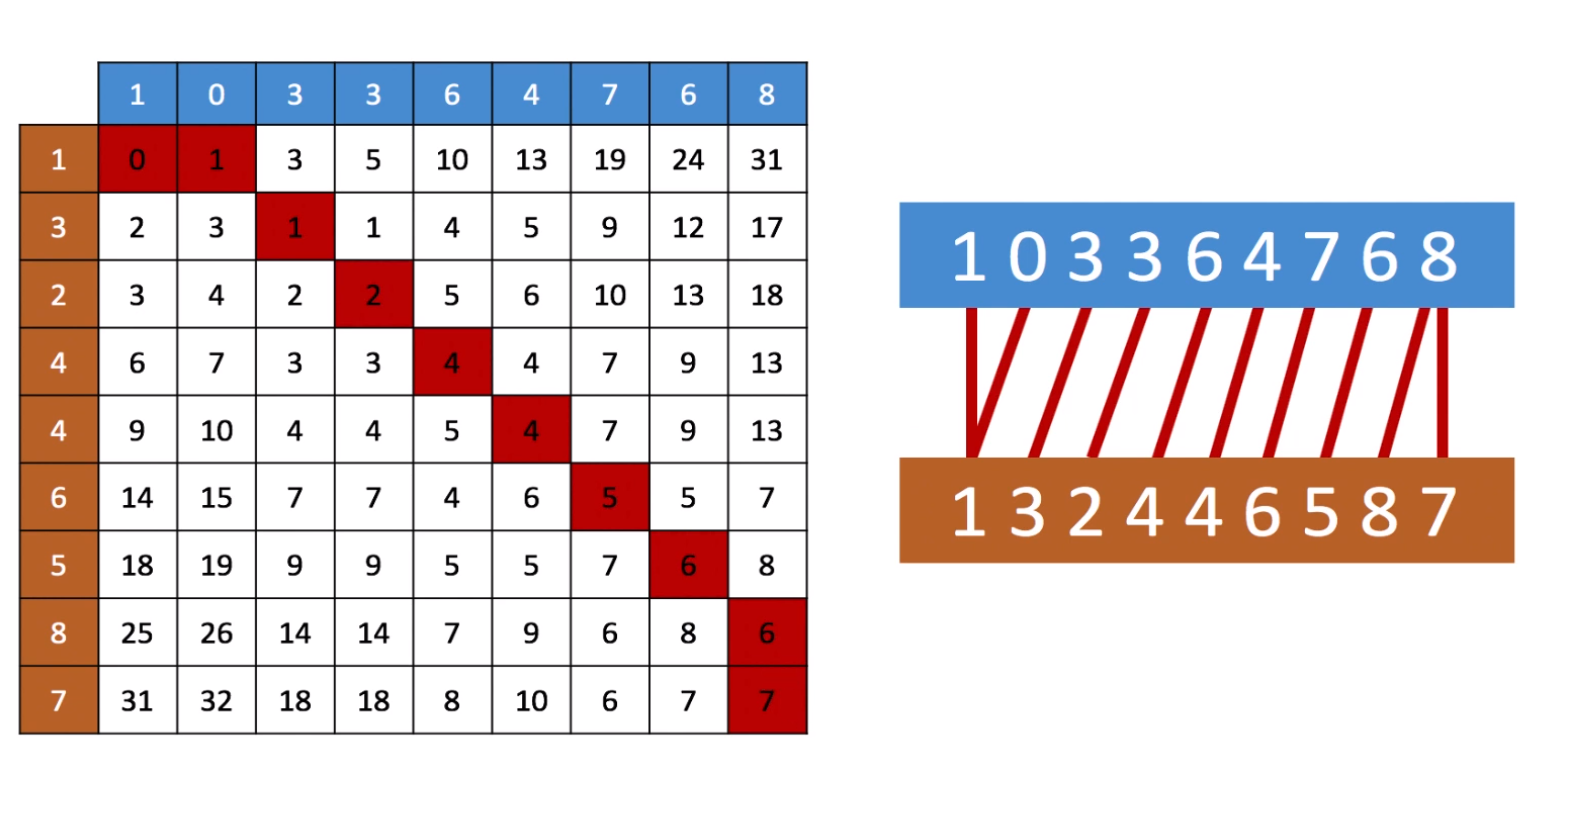 1 0 3 3 6 4 7 6 8
1 0 1 3 5 10 13 19 24 31
3 2 3 1 1 4 5 9 12 17
2 3 4 2 2 5 6 10 13 18
4 6 7 3 3 4 4 7 9 13
4 9 10 4 4 5 4 7 9 13
6 14 15 7 7 4 6 5 5 7
5 18 19 9 9 5 5 7 6 8
8 25 26 14 14 7 9 6 8 6
7 31 32 18 18 8 10 6 7 7
1 0 3 3 6 4 7 6 8
1 3 2 4 4 6 5 8 7